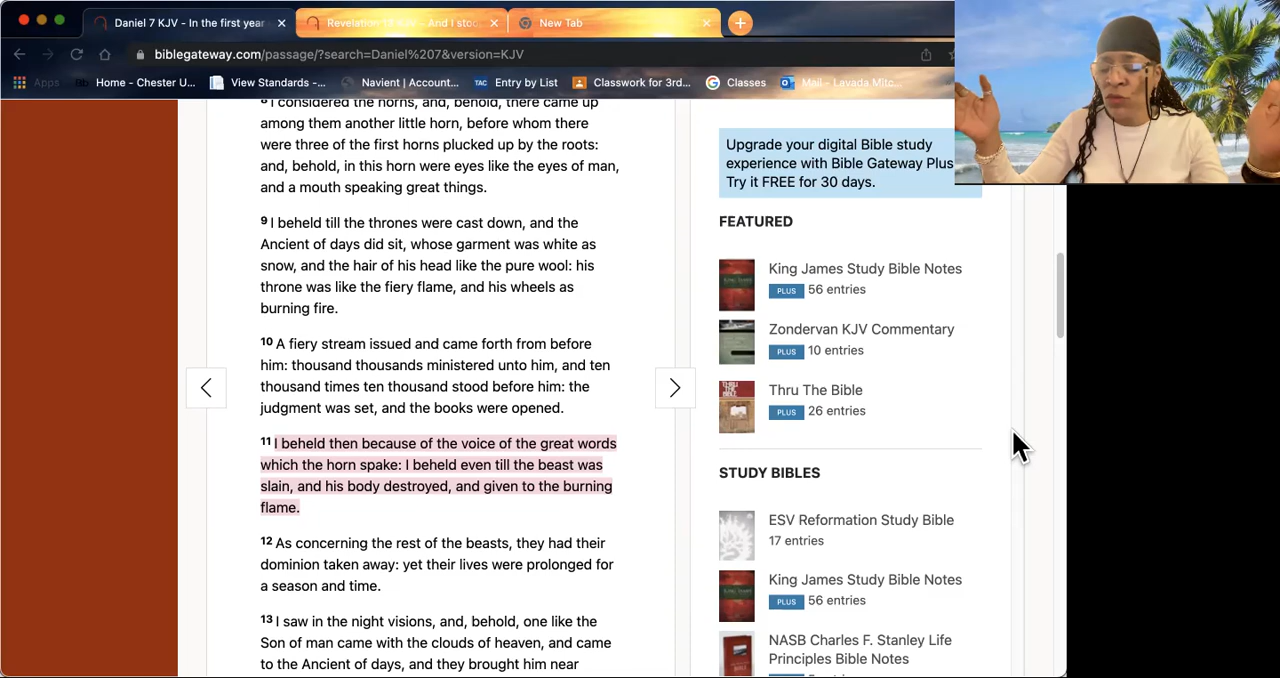 Daniel 7 KJV - In the first year
Revelation 13 KJV - And I stoo
New Tab
biblegateway.com/passage/?search=Daniel%207&version=KJV
Apps
Home - Chester U...
View Standards -...
Navient | Account...
TAC
Entry by List
Classwork for 3rd...
Classes
Mail - Lavada Mitc...
8 I considered the horns, and, behold, there came up
among them another little horn, before whom there
were three of the first horns plucked up by the roots:
and, behold, in this horn were eyes like the eyes of man,
and a mouth speaking great things.
9 I beheld till the thrones were cast down, and the
Ancient of days did sit, whose garment was white as
snow, and the hair of his head like the pure wool: his
throne was like the fiery flame, and his wheels as
burning fire.
10 A fiery stream issued and came forth from before
him: thousand thousands ministered unto him, and ten
thousand times ten thousand stood before him: the
judgment was set, and the books were opened.
11 I beheld then because of the voice of the great words
which the horn spake: I beheld even till the beast was
slain, and his body destroyed, and given to the burning
flame.
12 As concerning the rest of the beasts, they had their
dominion taken away: yet their lives were prolonged for
a season and time.
13 I saw in the night visions, and, behold, one like the
Son of man came with the clouds of heaven, and came
to the Ancient of days, and they brought him near
Upgrade your digital Bible study
experience with Bible Gateway Plus
Try it FREE for 30 days.
FEATURED
King James Study Bible Notes
PLUS 56 entries
Zondervan KJV Commentary
PLUS 10 entries
Thru The Bible
PLUS 26 entries
STUDY BIBLES
ESV Reformation Study Bible
17 entries
King James Study Bible Notes
PLUS 56 entries
NASB Charles F. Stanley Life
Principles Bible Notes